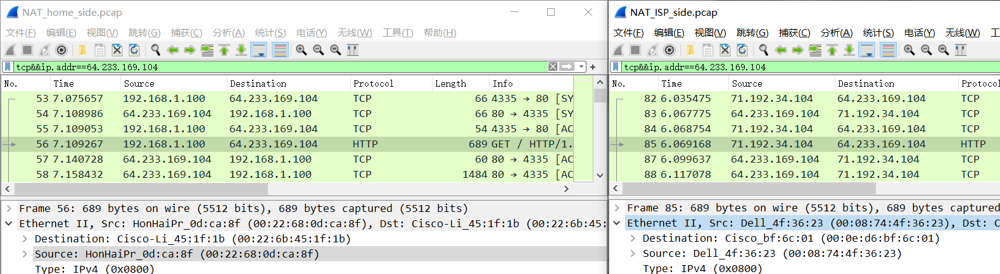 NAT_home_side.pcap
文件(F) 编辑(E) 视图(V) 跳转(G) 捕获(C) 分析(A) 统计(S) 电话(Y) 无线(W) 工具(T) 帮助(H)
tcp&&ip.addr==64.233.169.104
No. Time Source Destination Protocol Length Info
53 7.075657 192.168.1.100 64.233.169.104 TCP 66 4335 → 80 [SY
54 7.108986 64.233.169.104 192.168.1.100 TCP 66 80 → 4335 [SY
55 7.109053 192.168.1.100 64.233.169.104 TCP 54 4335 → 80 [AC
56 7.109267 192.168.1.100 64.233.169.104 HTTP 689 GET / HTTP/1.
57 7.140728 64.233.169.104 192.168.1.100 TCP 60 80 → 4335 [AC
58 7.158432 64.233.169.104 192.168.1.100 TCP 1484 80 → 4335 [AC
Frame 56: 689 bytes on wire (5512 bits), 689 bytes captured (5512 bits)
Ethernet II, Src: HonHaiPr_0d:ca:8f (00:22:68:0d:ca:8f), Dst: Cisco-Li_45:1f:1b (00:22:6b:45:
Destination: Cisco-Li_45:1f:1b (00:22:6b:45:1f:1b)
Source: HonHaiPr_0d:ca:8f (00:22:68:0d:ca:8f)
Type: IPv4 (0x0800)
NAT_ISP_side.pcap
文件(F) 编辑(E) 视图(V) 跳转(G) 捕获(C) 分析(A) 统计(S) 电话(Y) 无线(W) 工
tcp&&ip.addr==64.233.169.104
No. Time Source Destination Protocol
82 6.035475 71.192.34.104 64.233.169.104 TCP
83 6.067775 64.233.169.104 71.192.34.104 TCP
84 6.068754 71.192.34.104 64.233.169.104 TCP
85 6.069168 71.192.34.104 64.233.169.104 HTTP
87 6.099637 64.233.169.104 71.192.34.104 TCP
88 6.117078 64.233.169.104 71.192.34.104 TCP
Frame 85: 689 bytes on wire (5512 bits), 689 bytes captured
Ethernet II, Src: Dell_4f:36:23 (00:08:74:4f:36:23), Dst: C
Destination: Cisco_bf:6c:01 (00:0e:d6:bf:6c:01)
Source: Dell_4f:36:23 (00:08:74:4f:36:23)
Type: IPv4 (0x0800)